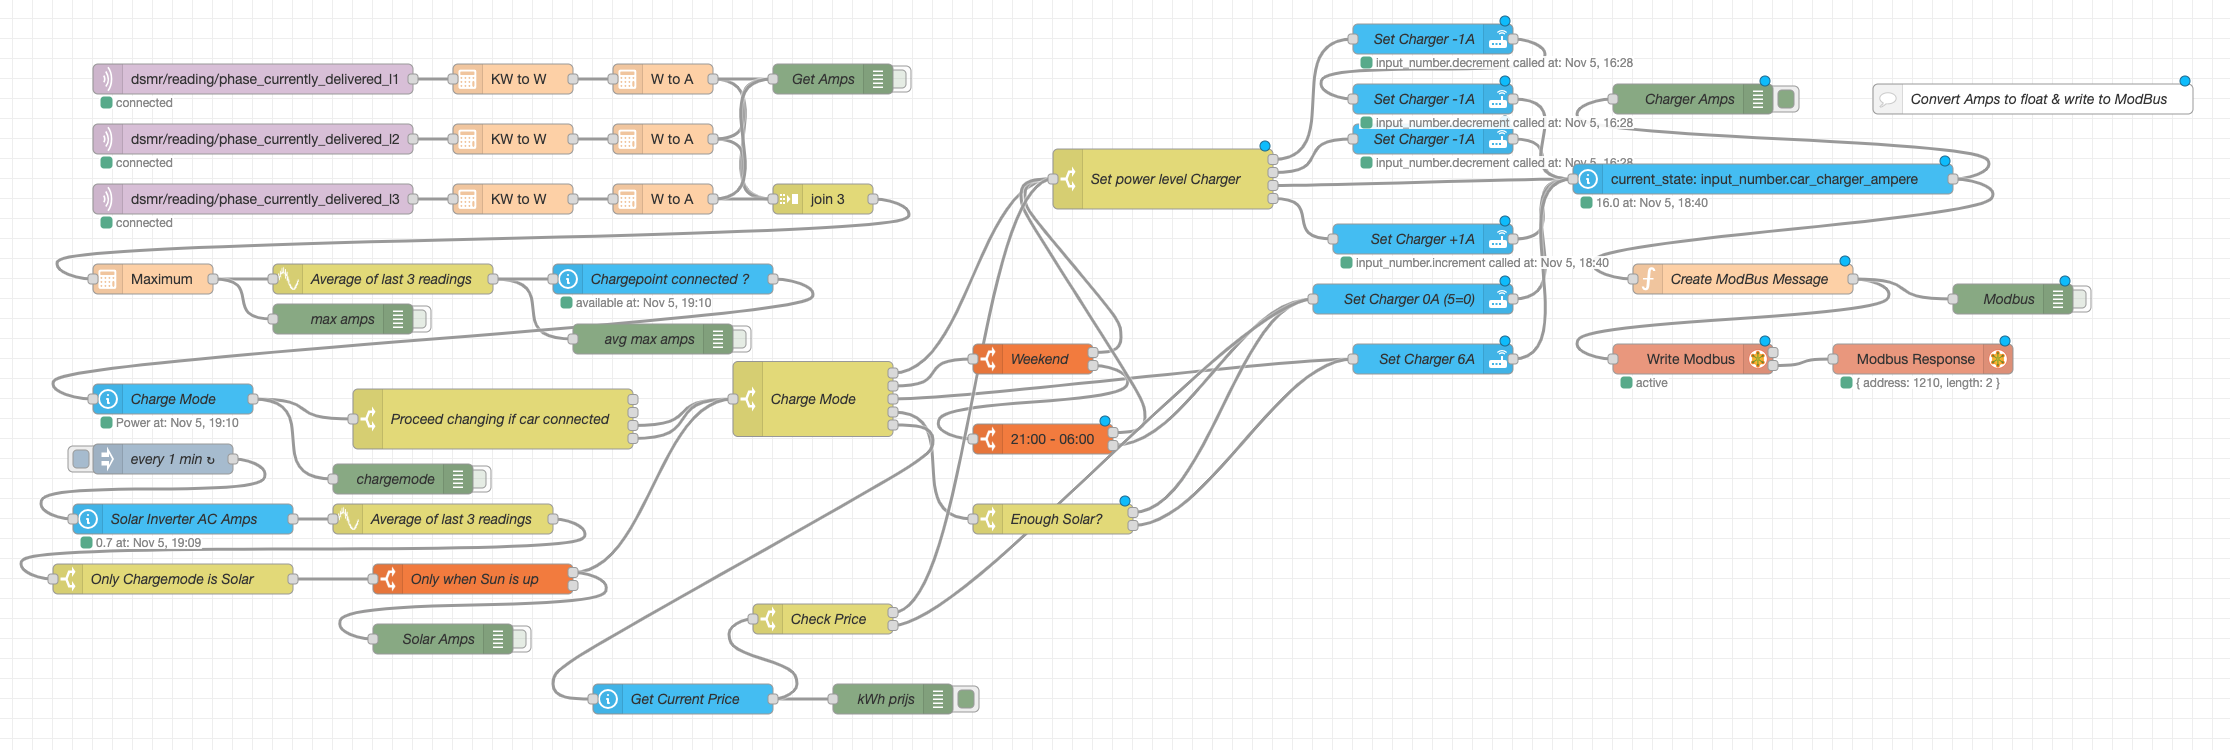 dsmr/reading/phase_currently_delivered_l1
connected
KW to W
W to A
Get Amps
dsmr/reading/phase_currently_delivered_l2
connected
KW to W
W to A
dsmr/reading/phase_currently_delivered_l3
connected
KW to W
W to A
join 3
Maximum
Average of last 3 readings
Chargepoint connected ?
available at: Nov 5, 19:10
max amps
avg max amps
Charge Mode
Power at: Nov 5, 19:10
Proceed changing if car connected
Charge Mode
every 1 min ↻
chargemode
Solar Inverter AC Amps
0.7 at: Nov 5, 19:09
Average of last 3 readings
Only Chargemode is Solar
Only when Sun is up
Solar Amps
Get Current Price
kWh prijs
Check Price
Weekend
21:00 - 06:00
Enough Solar?
Set power level Charger
Set Charger -1A
input_number.decrement called at: Nov 5, 16:28
Set Charger -1A
input_number.decrement called at: Nov 5, 16:28
Set Charger -1A
input_number.decrement called at: Nov 5, 16:28
Set Charger +1A
input_number.increment called at: Nov 5, 18:40
Set Charger 0A (5=0)
Set Charger 6A
Charger Amps
Convert Amps to float & write to ModBus
current_state: input_number.car_charger_ampere
16.0 at: Nov 5, 18:40
Create ModBus Message
Modbus
Write Modbus
active
Modbus Response
{ address: 1210, length: 2 }